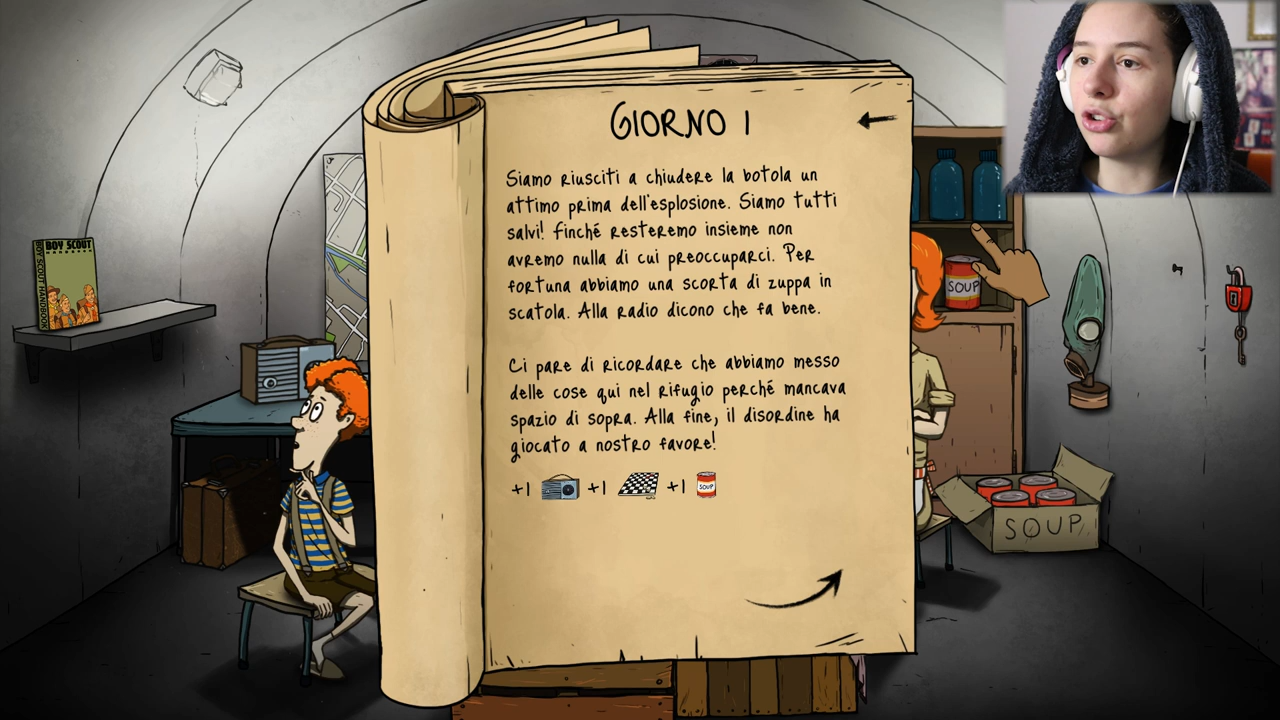 GIORNO 1
Siamo riusciti a chiudere la botola un
attimo prima dell'esplosione. Siamo tutti
salvi! Finché resteremo insieme non
avremo nulla di cui preoccuparci. Per
fortuna abbiamo una scorta di zuppa in
scatola. Alla radio dicono che fa bene.
Ci pare di ricordare che abbiamo messo
delle cose qui nel rifugio perché mancava
spazio di sopra. Alla fine, il disordine ha
giocato a nostro favore!
+1 +1 +1 SOUP
BOY SCOUT
BOY SCOUT HANDBOOK
SOUP
SOUP